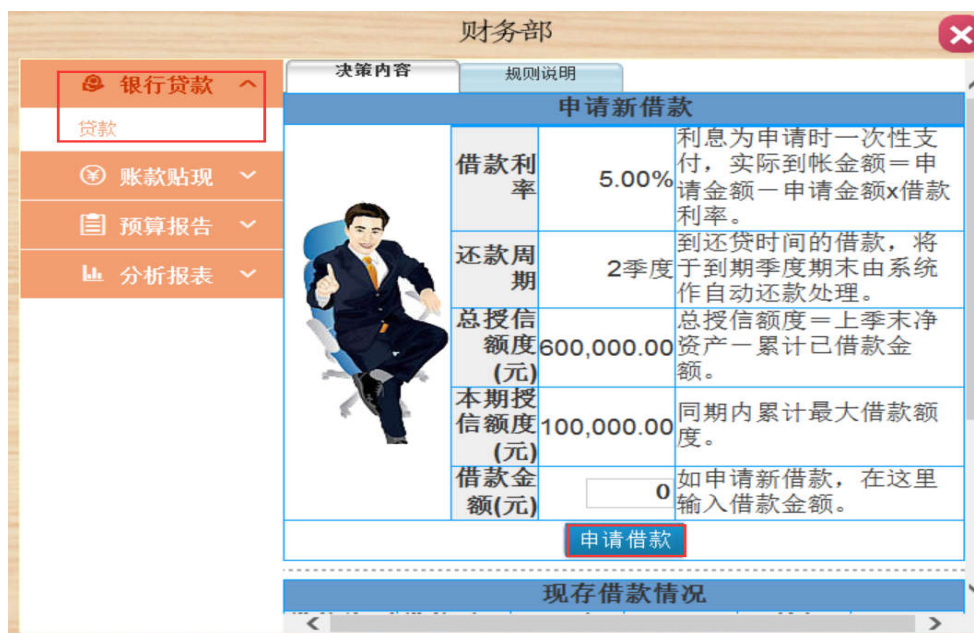 财务部
银行贷款
贷款
账款贴现
预算报告
分析报表
决策内容
规则说明
申请新借款
借款利
率
5.00%
利息为申请时一次性支
付，实际到帐金额＝申
请金额－申请金额x借款
利率。
还款周
期
2季度
到还贷时间的借款，将
于到期季度期末由系统
作自动还款处理。
总授信
额度
(元)
600,000.00
总授信额度＝上季末净
资产－累计已借款金
额。
本期授
信额度
(元)
100,000.00
同期内累计最大借款额
度。
借款金
额(元)
0
如申请新借款，在这里
输入借款金额。
申请借款
现存借款情况